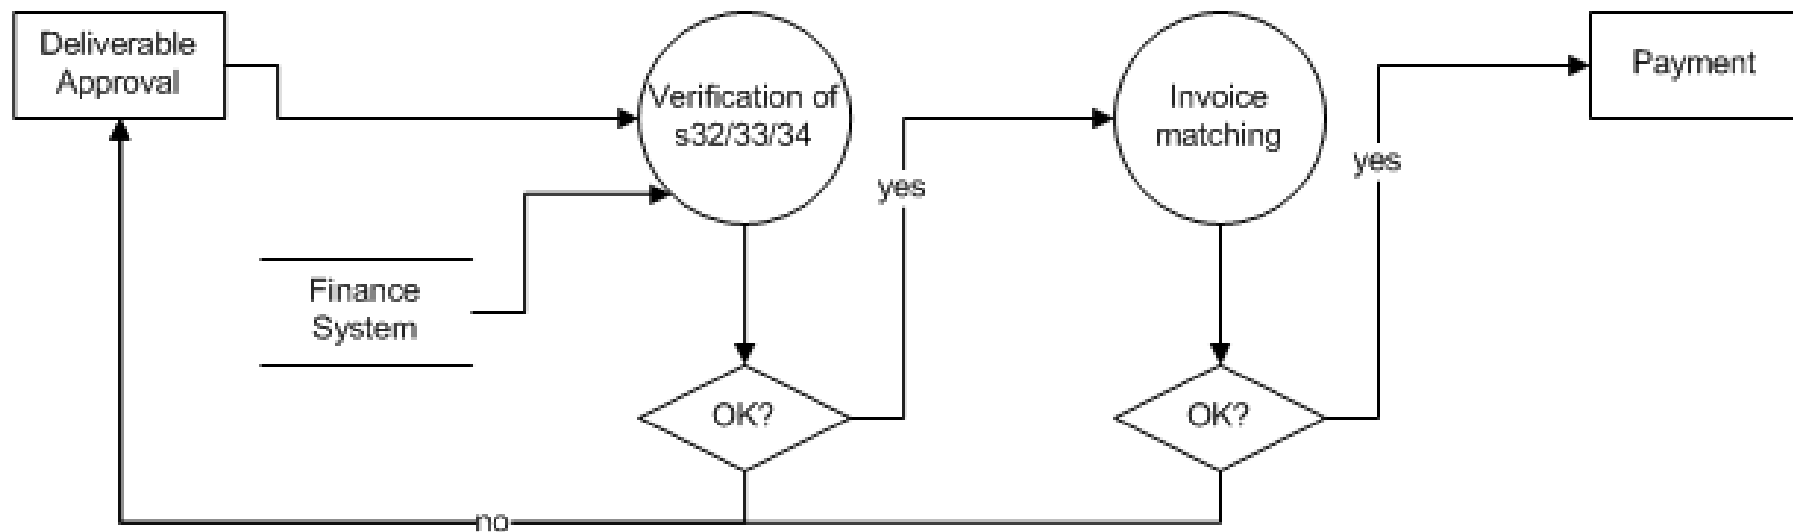 Deliverable
Approval
Verification of
s32/33/34
Invoice
matching
Payment
yes
yes
Finance
System
OK?
OK?
no